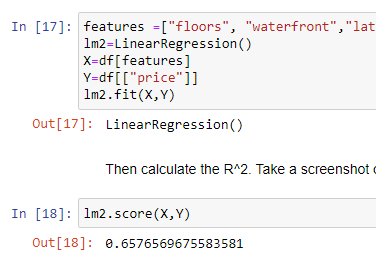 In [17]: features =["floors", "waterfront","lat
lm2=LinearRegression()
X=df[features]
Y=df[["price"]]
lm2.fit(X,Y)
Out[17]: LinearRegression()
Then calculate the R^2. Take a screenshot
In [18]: lm2.score(X,Y)
Out[18]: 0.6576569675583581